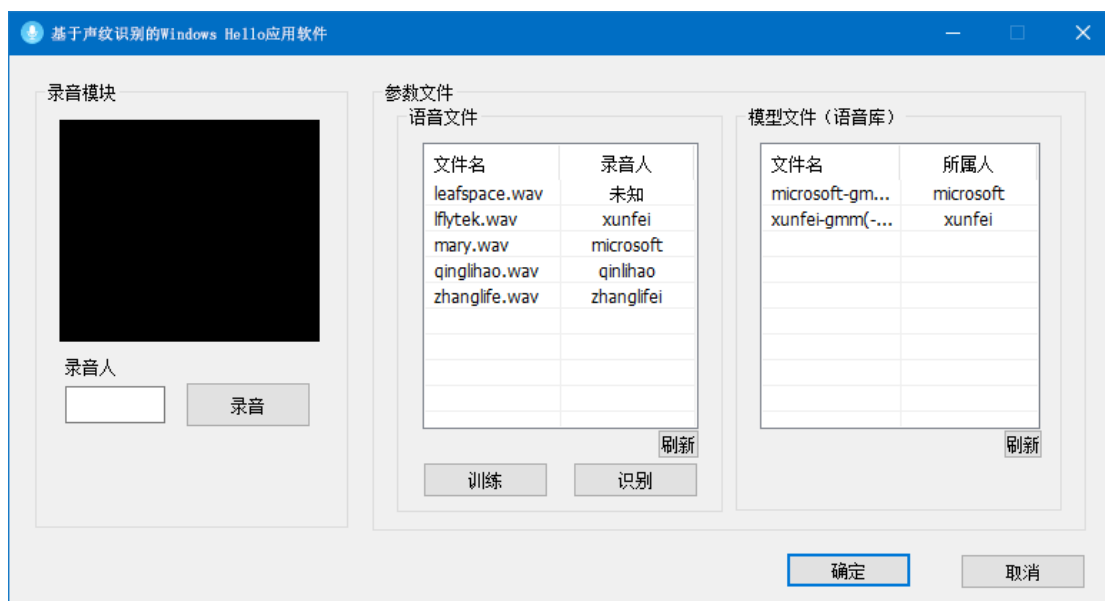 基于声纹识别的Windows Hello应用软件
录音模块
录音人
录音
参数文件
语音文件
文件名 录音人
leafspace.wav 未知
Iflytek.wav xunfei
mary.wav microsoft
qinglihao.wav qinlihao
zhanglife.wav zhanglifei
刷新
训练 识别
模型文件（语音库）
文件名 所属人
microsoft-gm... microsoft
xunfei-gmm(-... xunfei
刷新
确定 取消